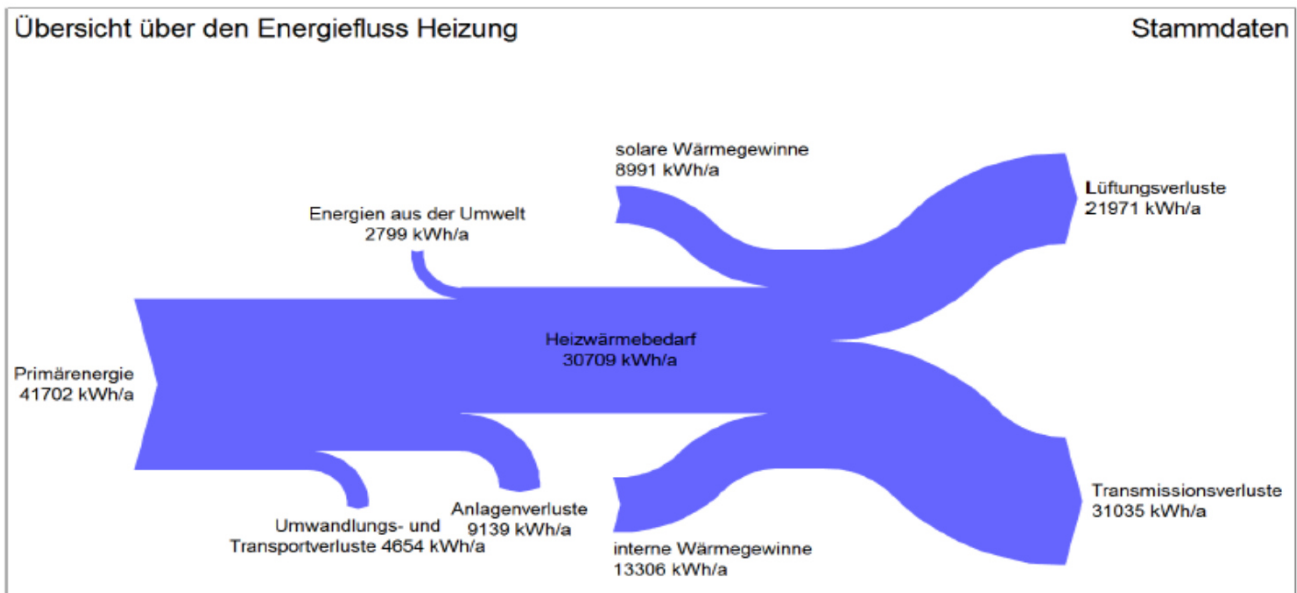 Übersicht über den Energiefluss Heizung
Stammdaten
solare Wärmegewinne
8991 kWh/a
Lüftungsverluste
21971 kWh/a
Energien aus der Umwelt
2799 kWh/a
Heizwärmebedarf
30709 kWh/a
Primärenergie
41702 kWh/a
Umwandlungs- und
Transportverluste 4654 kWh/a
Anlagenverluste
9139 kWh/a
interne Wärmegewinne
13306 kWh/a
Transmissionsverluste
31035 kWh/a